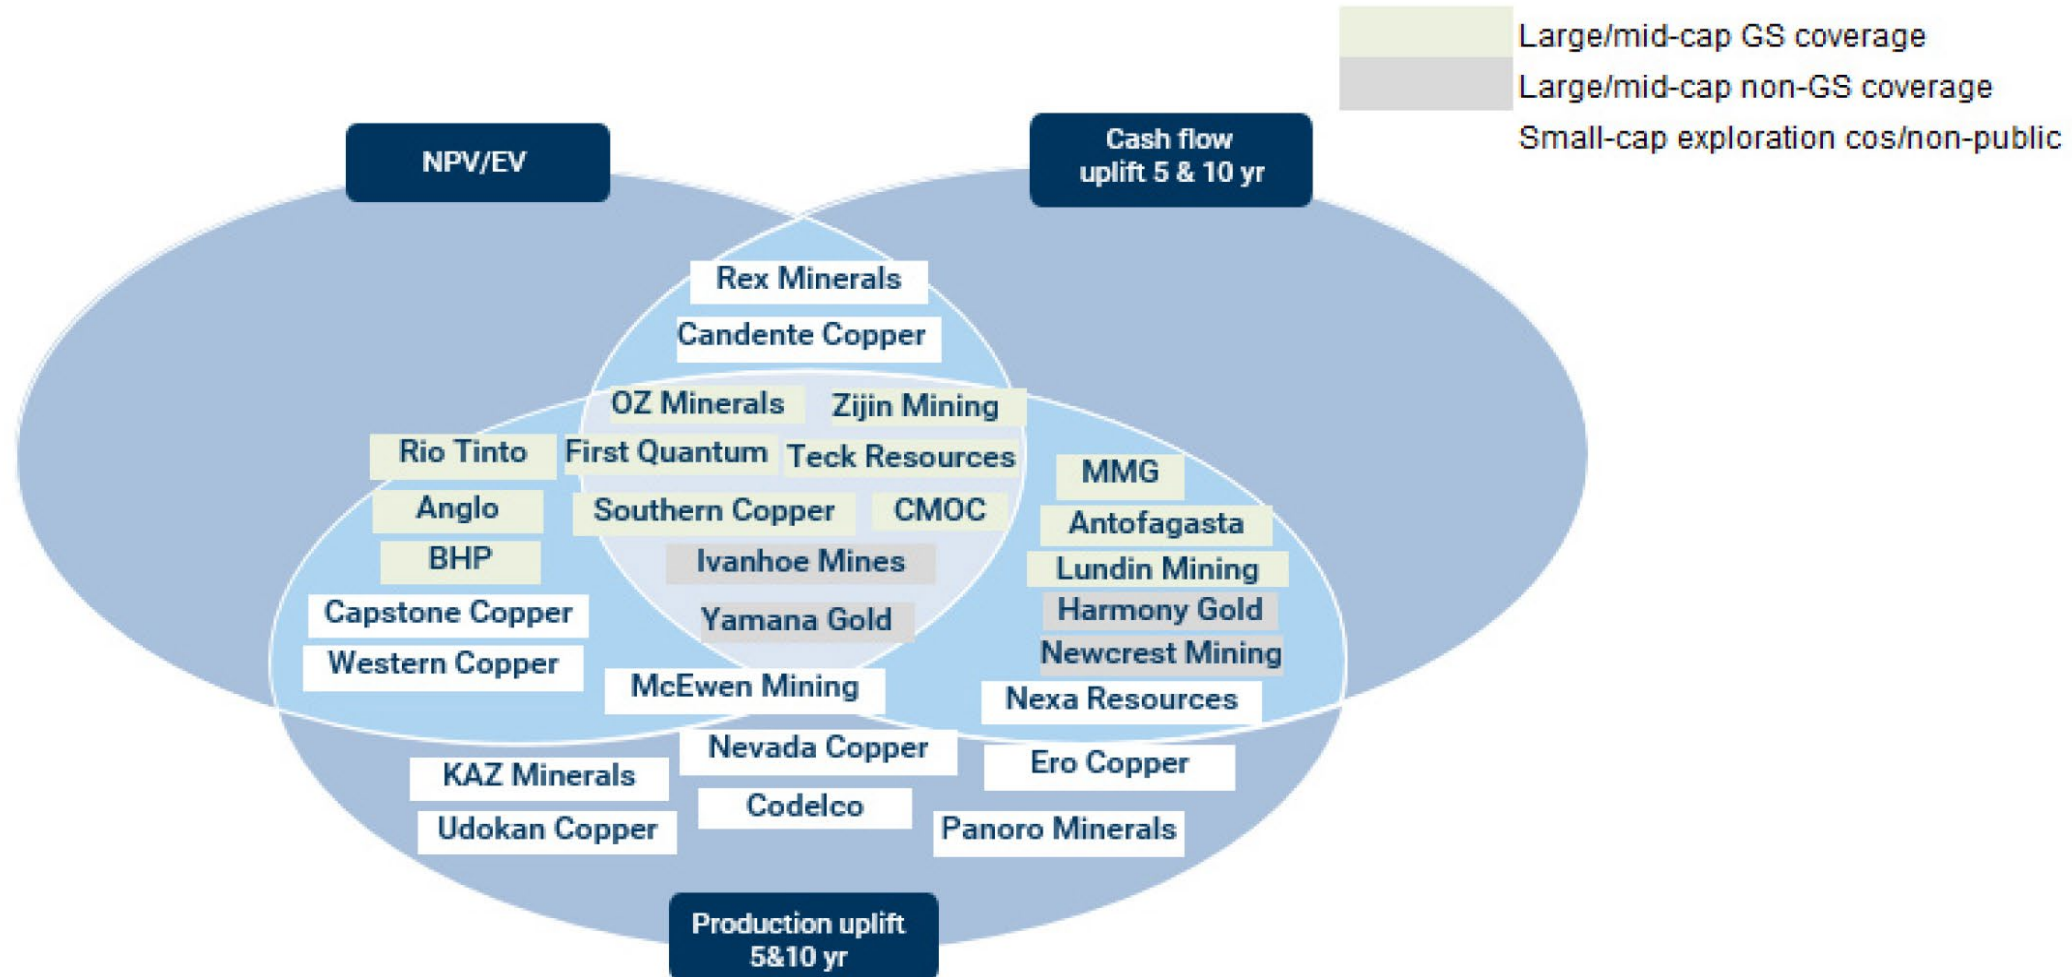 Large/mid-cap GS coverage
Large/mid-cap non-GS coverage
Small-cap exploration cos/non-public
NPV/EV
Cash flow
uplift 5 & 10 yr
Rex Minerals
Candente Copper
OZ Minerals
Zijin Mining
Rio Tinto
First Quantum
Teck Resources
MMG
Anglo
Southern Copper
CMOC
Antofagasta
BHP
Ivanhoe Mines
Lundin Mining
Capstone Copper
Yamana Gold
Harmony Gold
Western Copper
Newcrest Mining
McEwen Mining
Nexa Resources
Nevada Copper
KAZ Minerals
Ero Copper
Codelco
Udokan Copper
Panoro Minerals
Production uplift
5&10 yr